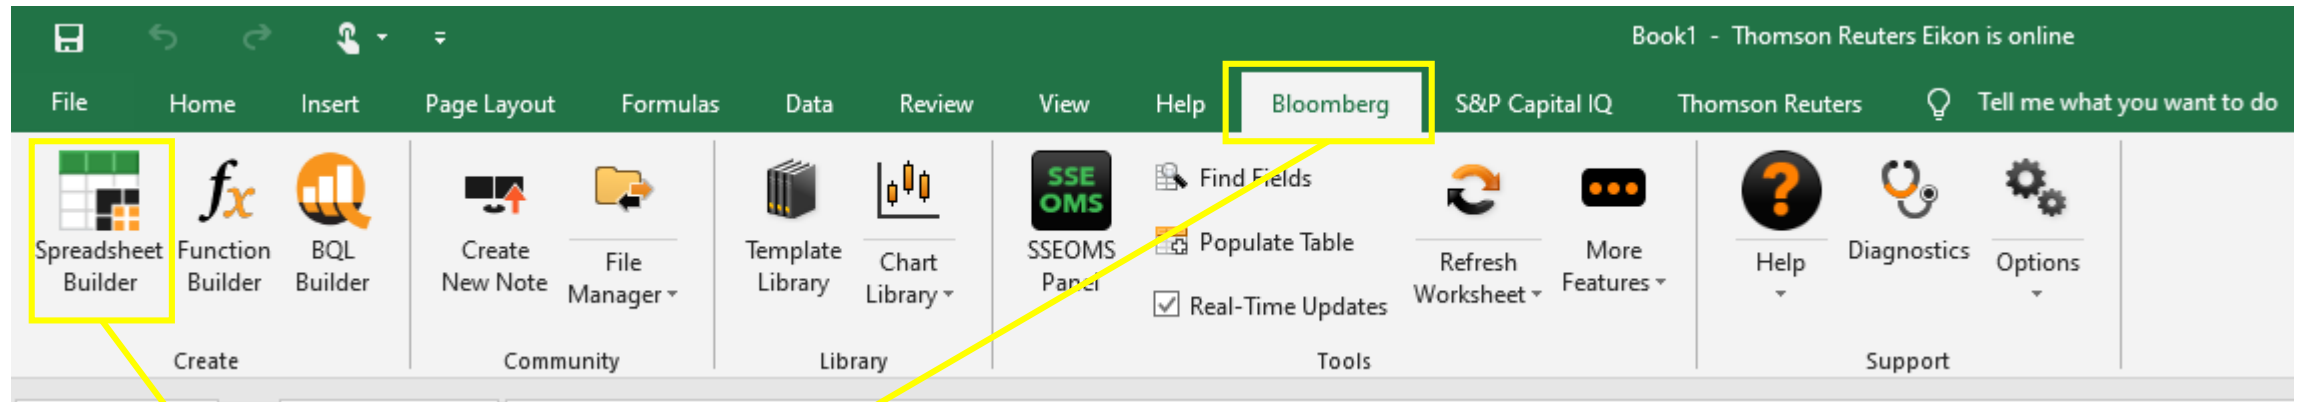 Book1 - Thomson Reuters Eikon is online
File Home Insert Page Layout Formulas Data Review View Help Bloomberg S&P Capital IQ Thomson Reuters Tell me what you want to do
Spreadsheet Builder
fx
Function Builder
BQL Builder
Create
Create New Note
File Manager
Community
Template Library
Chart Library
Library
SSE OMS
SSEOMS Panel
Find Fields
Populate Table
Real-Time Updates
Refresh Worksheet
More Features
Tools
?
Help
Diagnostics
Options
Support